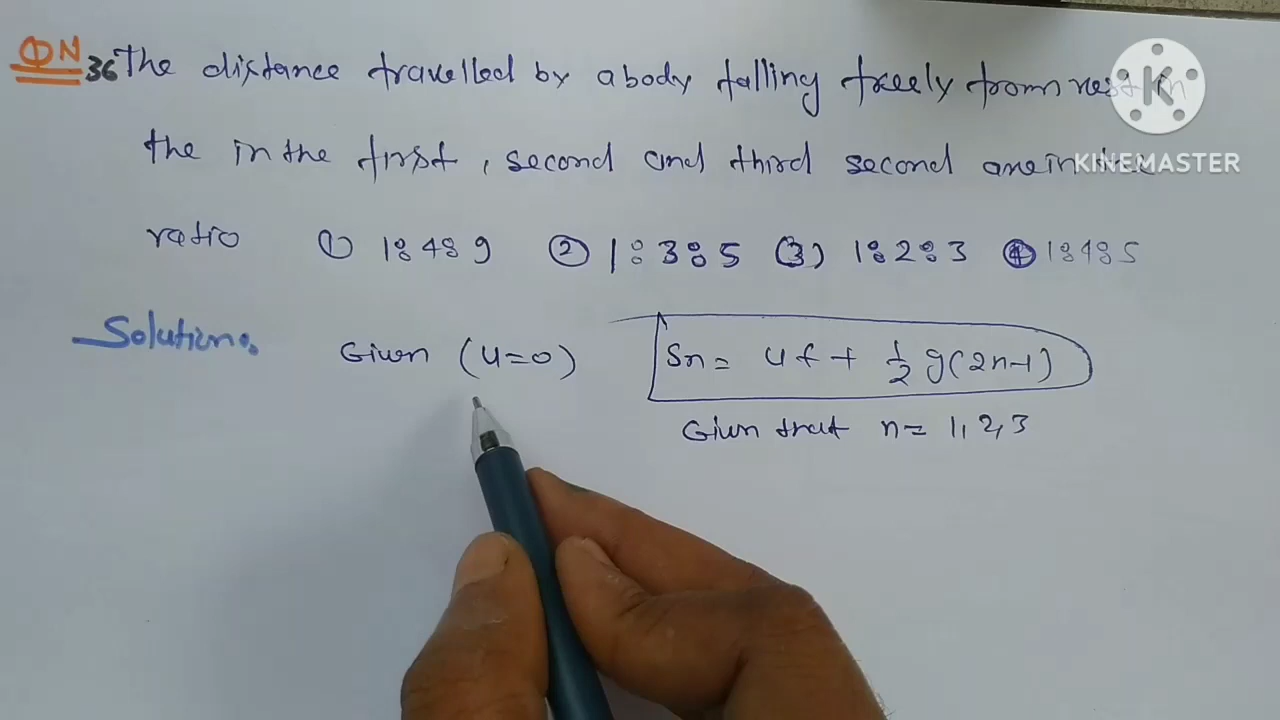 QN 36 The distance travelled by a body falling freely from rest in
the in the first, second and third second are in the
ratio ① 1:4:9 ② 1:3:5 (3) 1:2:3 ④ 1:4:5
Solution:
Given (u=0) Sn = ut + 1/2 g(2n-1)
Given that n = 1, 2, 3
K
KINEMASTER